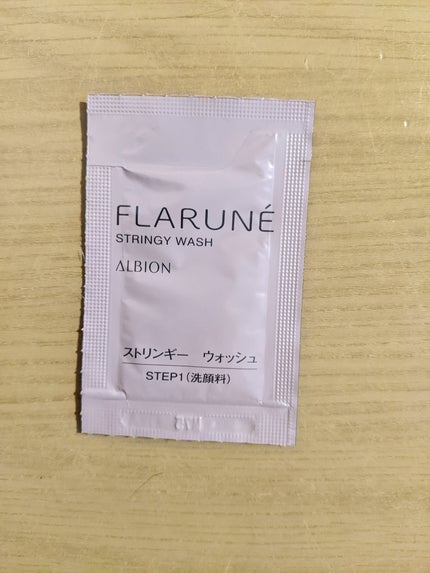 FLARUNÉ
STRINGY WASH
ALBION
ストリンギー ウォッシュ
STEP1(洗顔料)